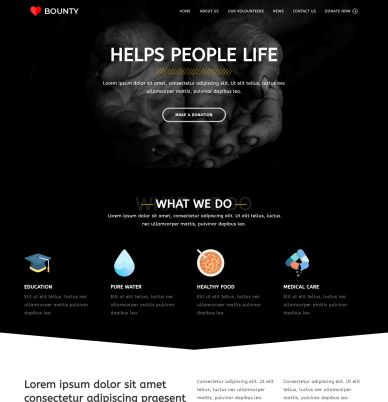 BOUNTY
HOME ABOUT US OUR VOLOUNTEERS NEWS CONTACT US DONATE NOW
HELPS PEOPLE LIFE
Lorem ipsum dolor sit amet, consectetur adipiscing elit. Ut elit tellus, luctus nec
ullamcorper mattis, pulvinar dapibus leo.
MAKE A DONATION
WHAT WE DO
Lorem ipsum dolor sit amet, consectetur adipiscing elit. Ut elit tellus, luctus
nec ullamcorper mattis, pulvinar dapibus leo.
EDUCATION
Elit ut elit tellus, luctus nec
ullamcorper mattis, pulvinar
dapibus leo.
PURE WATER
Elit ut elit tellus, luctus nec
ullamcorper mattis, pulvinar
dapibus leo.
HEALTHY FOOD
Elit ut elit tellus, luctus nec
ullamcorper mattis, pulvinar
dapibus leo.
MEDICAL CARE
Elit ut elit tellus, luctus nec
ullamcorper mattis, pulvinar
dapibus leo.
Lorem ipsum dolor sit amet
consectetur adipiscing praesent
Consectetur adipiscing elit. Ut elit
tellus, luctus nec ullamcorper
mattis, pulvinar dapibus leo.
Consectetur adipiscing elit. Ut elit
tellus, luctus nec ullamcorper
mattis, pulvinar dapibus leo.